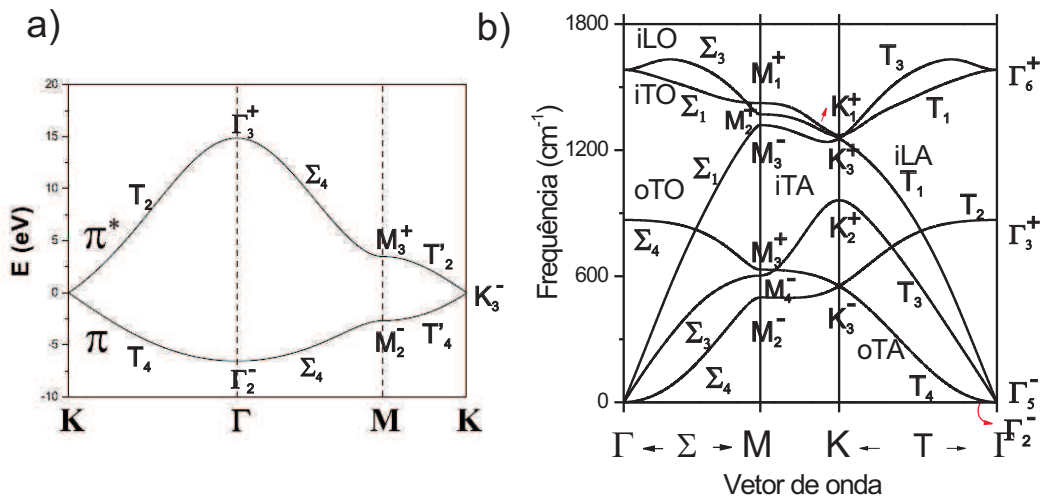 a)
E (eV)
20
15
10
5
0
-5
-10
Γ₃⁺
T₂
Σ₄
π*
M₃⁺
T'₂
K₃⁻
π
T₄
Γ₂⁻
Σ₄
M₂⁻
T'₄
K Γ M K
b)
Frequência (cm⁻¹)
1800
1200
600
0
iLO
Σ₃
M₁⁺
T₃
iTO
Σ₁
M₂⁺
K₁⁺
T₁
Γ₆⁺
M₃⁻
K₃⁺
Σ₁
iTA
iLA
T₁
oTO
T₂
Σ₄
K₂⁺
Γ₃⁺
M₃⁺
M₄⁻
T₃
Σ₃
M₂⁻
K₃⁻
oTA
Σ₄
T₄
Γ₅⁻
Γ₂⁻
Γ ← Σ → M K ← T → Γ
Vetor de onda